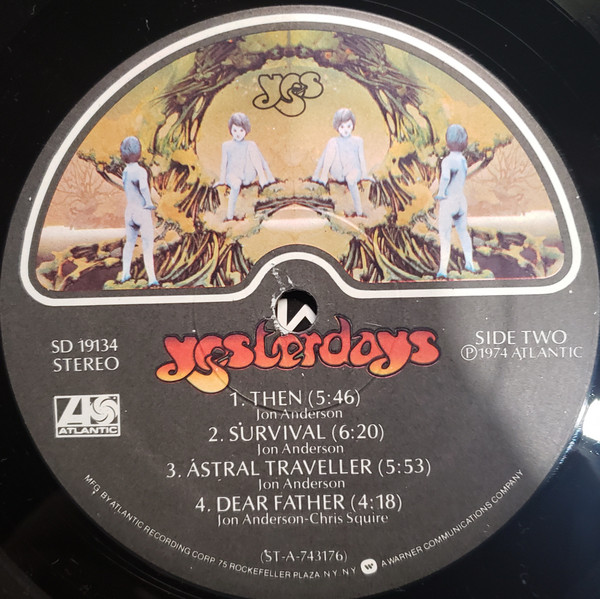 yes
SD 19134
STEREO
yesterdays
SIDE TWO
Ⓟ1974 ATLANTIC
ATLANTIC
1. THEN (5:46)
Jon Anderson
2. SURVIVAL (6:20)
Jon Anderson
3. ASTRAL TRAVELLER (5:53)
Jon Anderson
4. DEAR FATHER (4:18)
Jon Anderson-Chris Squire
(ST-A-743176)
MFG. BY ATLANTIC RECORDING CORP. 75 ROCKEFELLER PLAZA N.Y. N.Y. W A WARNER COMMUNICATIONS COMPANY